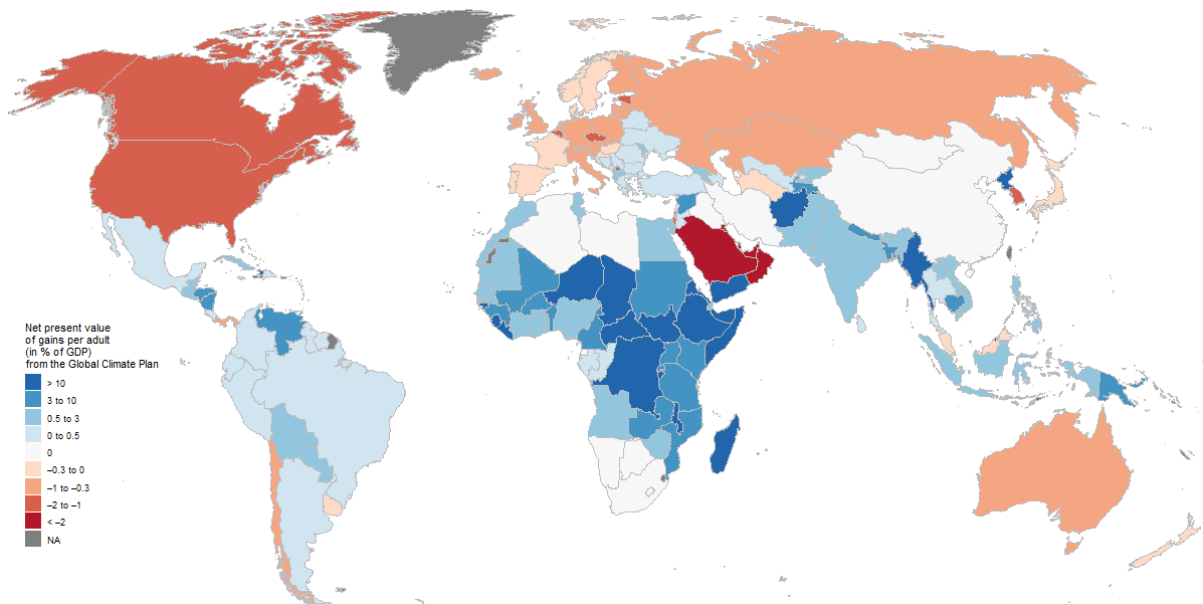 Net present value
of gains per adult
(in % of GDP)
from the Global Climate Plan
> 10
3 to 10
0.5 to 3
0 to 0.5
0
–0.3 to 0
–1 to –0.3
–2 to –1
< –2
NA